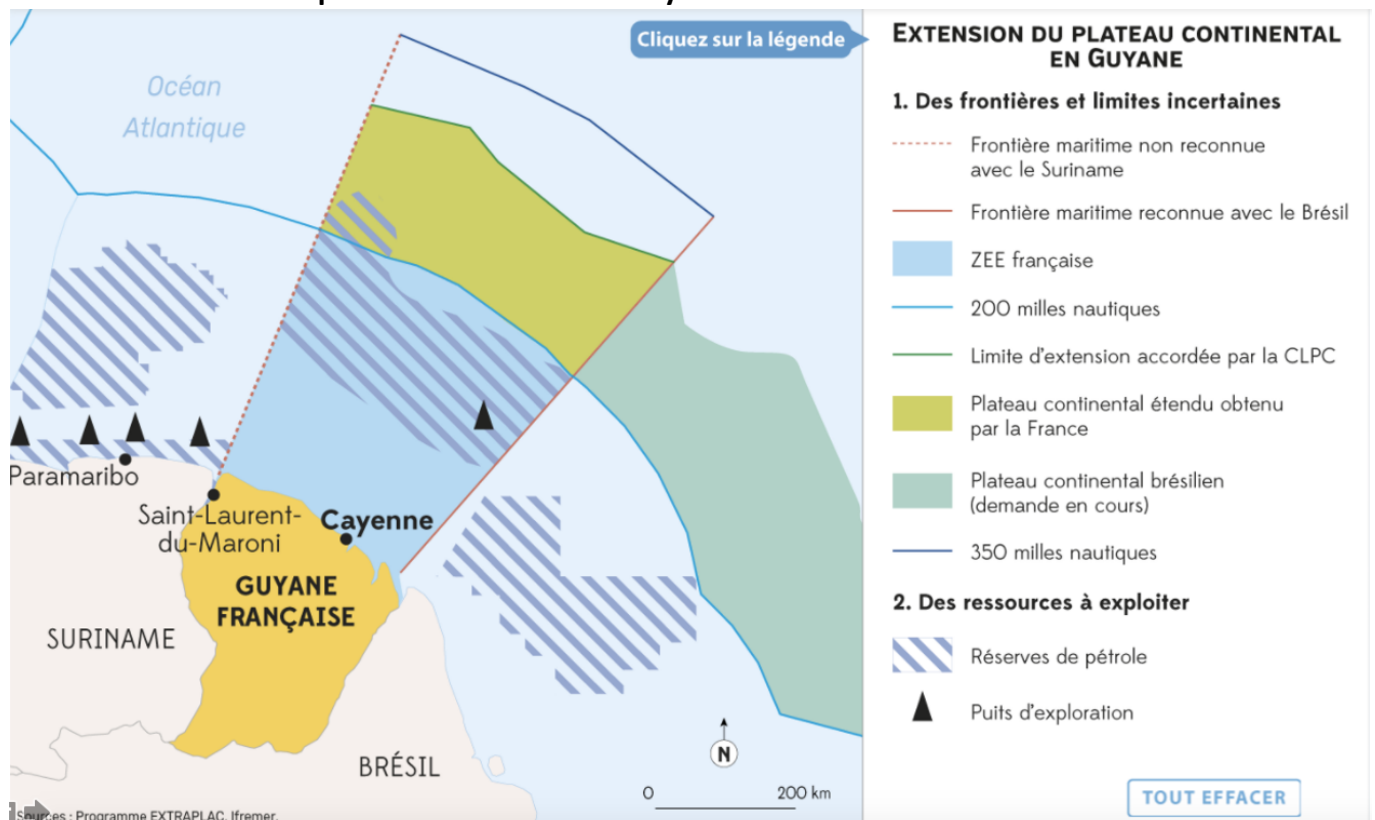 Océan
Atlantique
Cliquez sur la légende
Paramaribo
Saint-Laurent-
du-Maroni
Cayenne
GUYANE
FRANÇAISE
SURINAME
BRÉSIL
N
0 200 km
Sources : Programme EXTRAPLAC, Ifremer.
EXTENSION DU PLATEAU CONTINENTAL
EN GUYANE
1. Des frontières et limites incertaines
Frontière maritime non reconnue
avec le Suriname
Frontière maritime reconnue avec le Brésil
ZEE française
200 milles nautiques
Limite d'extension accordée par la CLPC
Plateau continental étendu obtenu
par la France
Plateau continental brésilien
(demande en cours)
350 milles nautiques
2. Des ressources à exploiter
Réserves de pétrole
Puits d'exploration
TOUT EFFACER